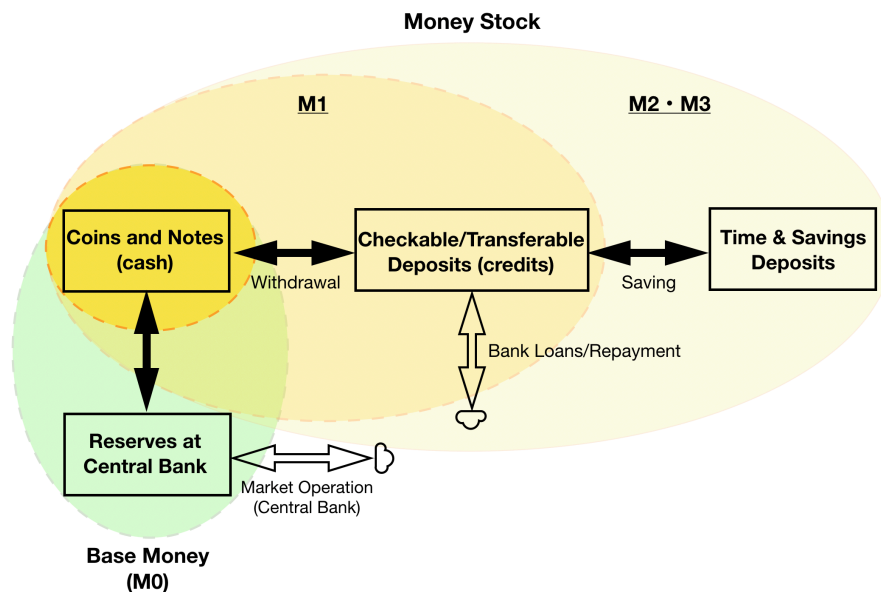 Money Stock
M1
M2・M3
Coins and Notes
(cash)
Checkable/Transferable
Deposits (credits)
Time & Savings
Deposits
Withdrawal
Saving
Bank Loans/Repayment
Reserves at
Central Bank
Market Operation
(Central Bank)
Base Money
(M0)